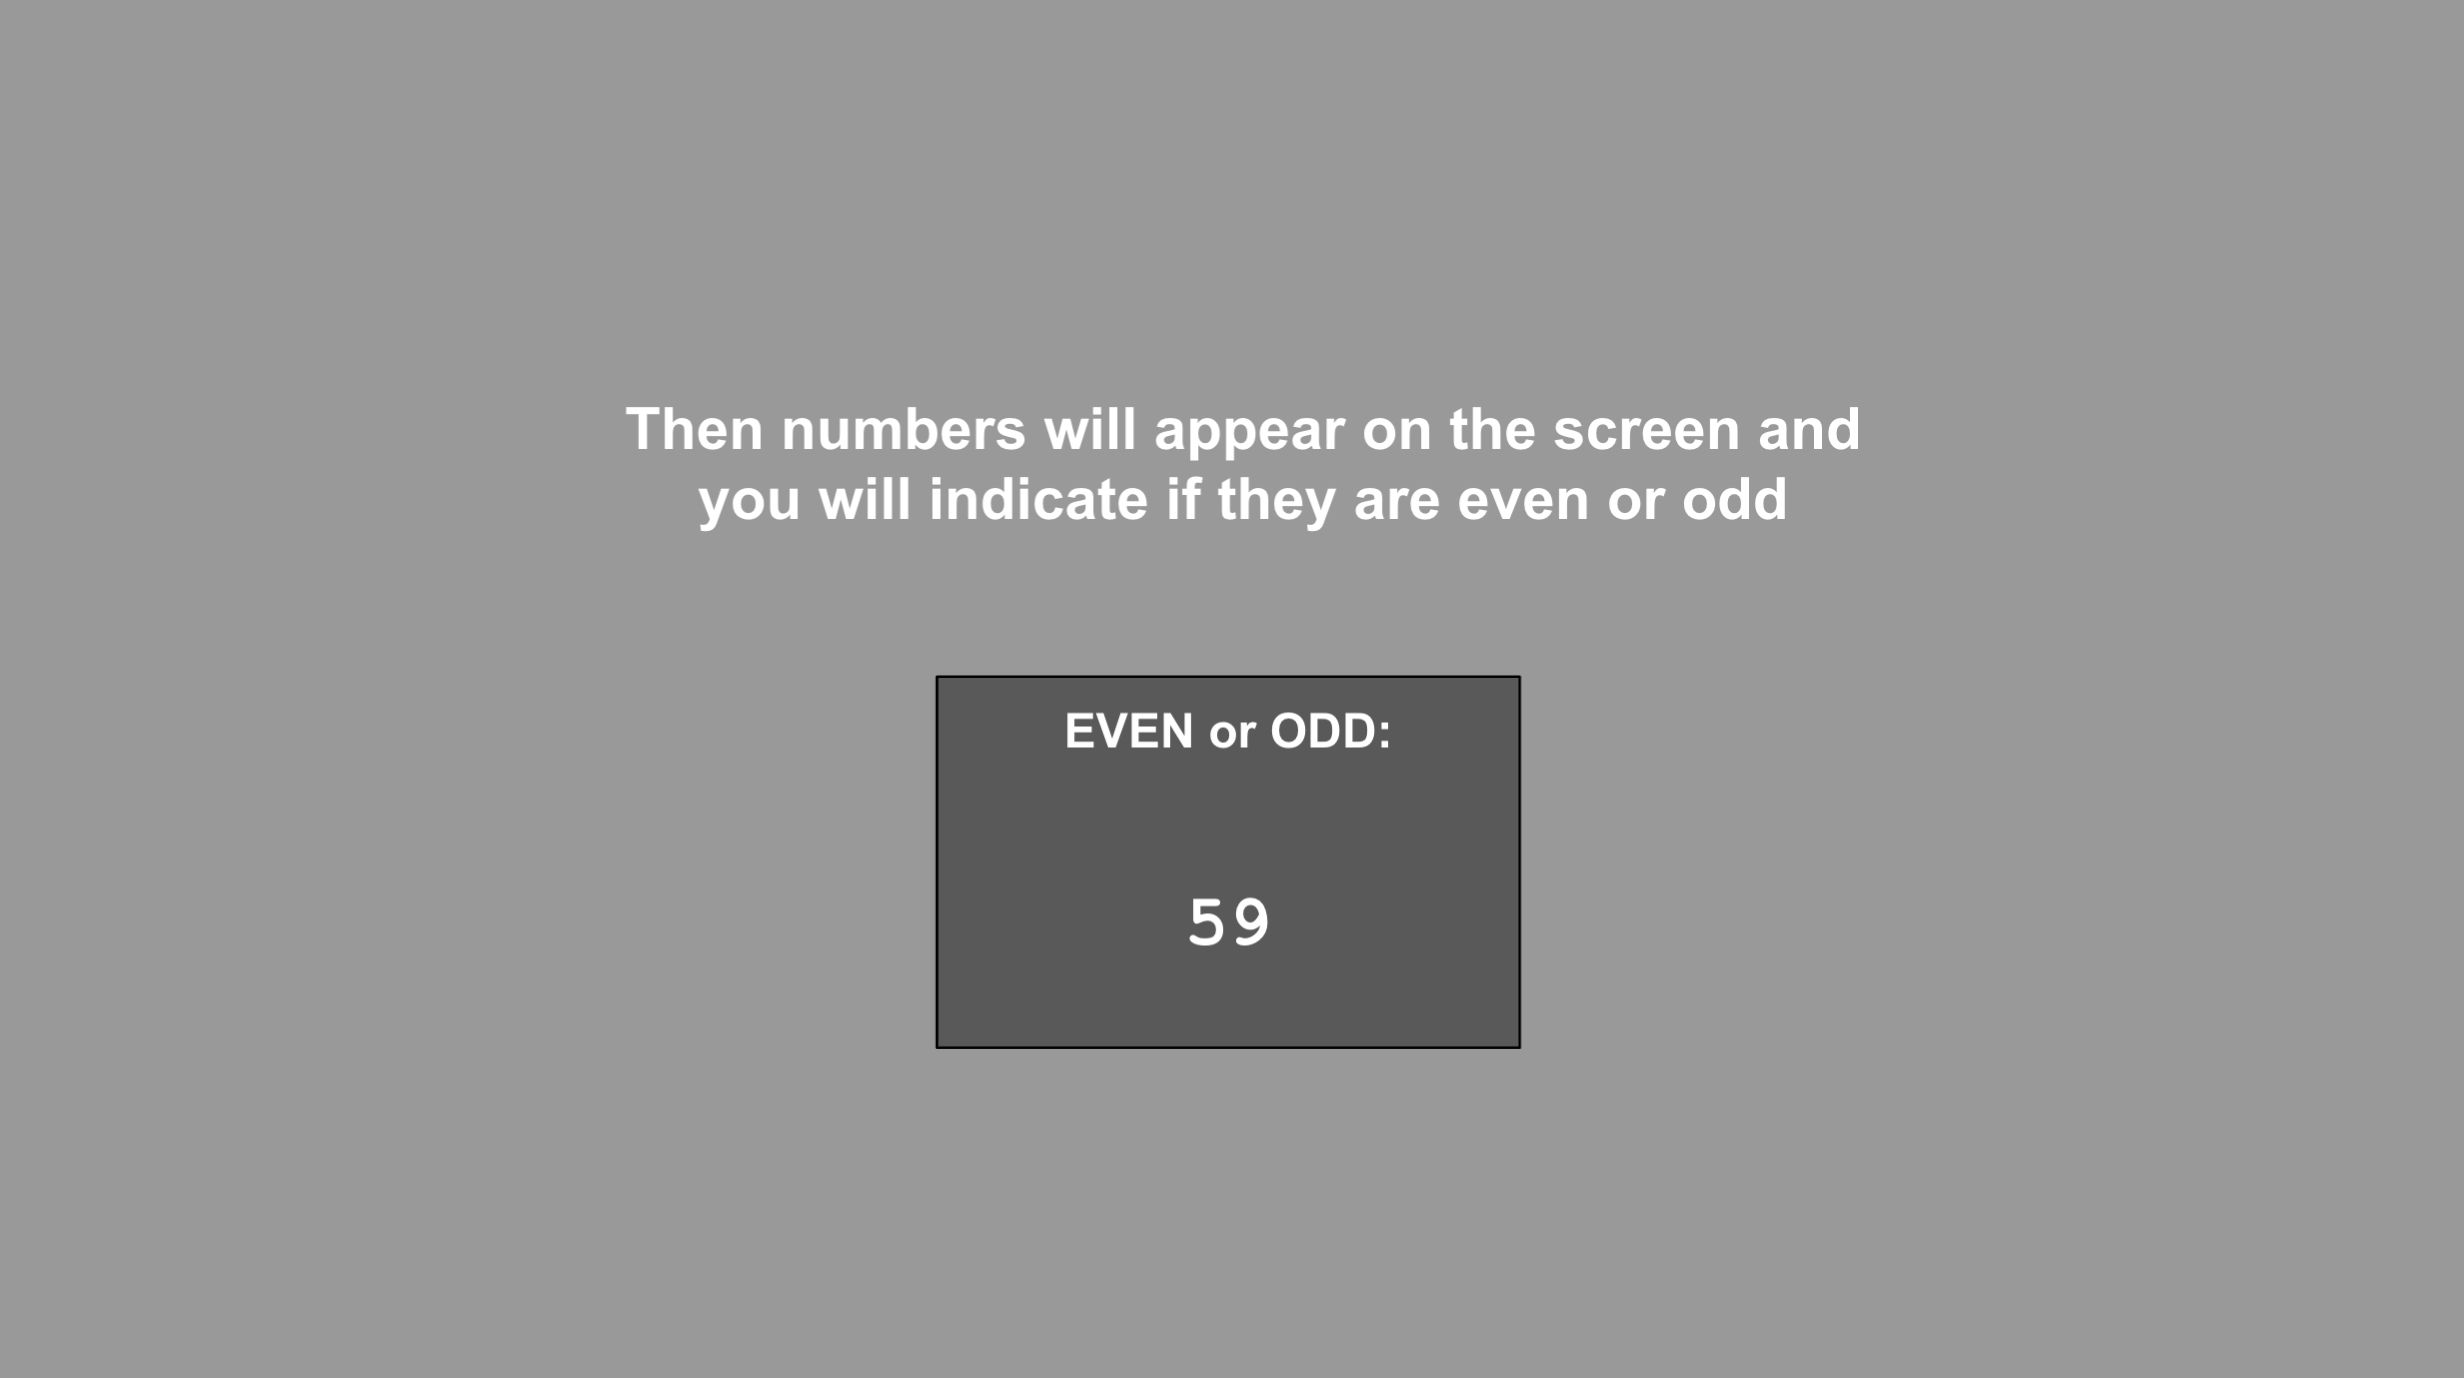 Then numbers will appear on the screen and
you will indicate if they are even or odd
EVEN or ODD:
59